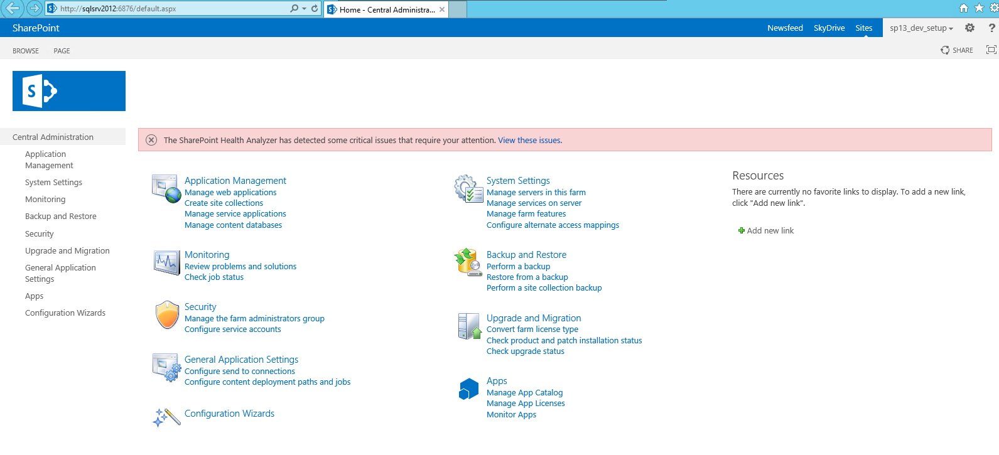 http://sqlsrv2012:6876/default.aspx
Home - Central Administra...
SharePoint
Newsfeed SkyDrive Sites sp13_dev_setup ?
BROWSE PAGE
SHARE
S
Central Administration
Application
Management
System Settings
Monitoring
Backup and Restore
Security
Upgrade and Migration
General Application
Settings
Apps
Configuration Wizards
The SharePoint Health Analyzer has detected some critical issues that require your attention. View these issues.
Application Management
Manage web applications
Create site collections
Manage service applications
Manage content databases
Monitoring
Review problems and solutions
Check job status
Security
Manage the farm administrators group
Configure service accounts
General Application Settings
Configure send to connections
Configure content deployment paths and jobs
Configuration Wizards
System Settings
Manage servers in this farm
Manage services on server
Manage farm features
Configure alternate access mappings
Backup and Restore
Perform a backup
Restore from a backup
Perform a site collection backup
Upgrade and Migration
Convert farm license type
Check product and patch installation status
Check upgrade status
Apps
Manage App Catalog
Manage App Licenses
Monitor Apps
Resources
There are currently no favorite links to display. To add a new link,
click "Add new link".
Add new link